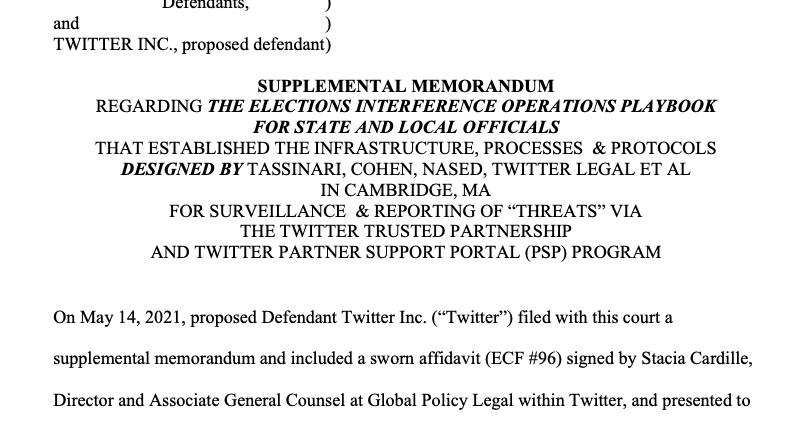 Defendants, )
and )
TWITTER INC., proposed defendant)
SUPPLEMENTAL MEMORANDUM
REGARDING THE ELECTIONS INTERFERENCE OPERATIONS PLAYBOOK
FOR STATE AND LOCAL OFFICIALS
THAT ESTABLISHED THE INFRASTRUCTURE, PROCESSES & PROTOCOLS
DESIGNED BY TASSINARI, COHEN, NASED, TWITTER LEGAL ET AL
IN CAMBRIDGE, MA
FOR SURVEILLANCE & REPORTING OF “THREATS” VIA
THE TWITTER TRUSTED PARTNERSHIP
AND TWITTER PARTNER SUPPORT PORTAL (PSP) PROGRAM
On May 14, 2021, proposed Defendant Twitter Inc. (“Twitter”) filed with this court a
supplemental memorandum and included a sworn affidavit (ECF #96) signed by Stacia Cardille,
Director and Associate General Counsel at Global Policy Legal within Twitter, and presented to